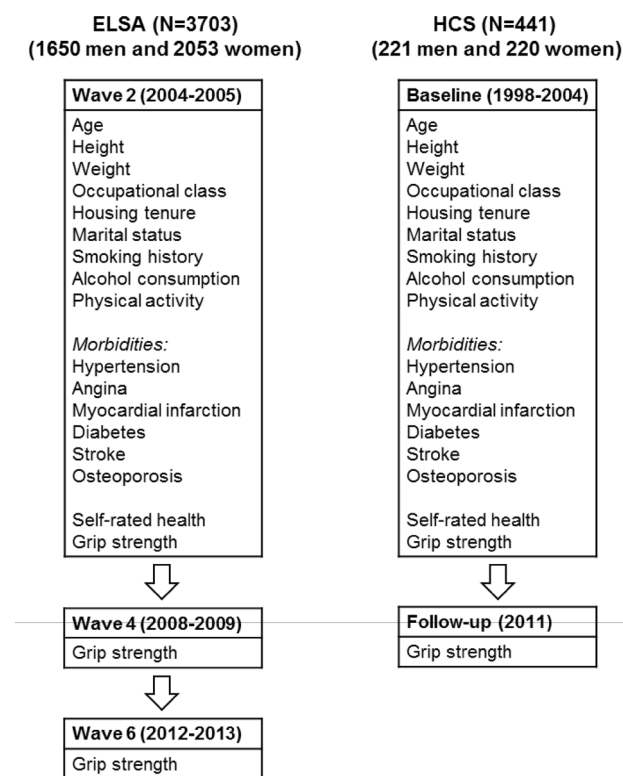 ELSA (N=3703)
(1650 men and 2053 women)
Wave 2 (2004-2005)
Age
Height
Weight
Occupational class
Housing tenure
Marital status
Smoking history
Alcohol consumption
Physical activity
Morbidities:
Hypertension
Angina
Myocardial infarction
Diabetes
Stroke
Osteoporosis
Self-rated health
Grip strength
Wave 4 (2008-2009)
Grip strength
Wave 6 (2012-2013)
Grip strength
HCS (N=441)
(221 men and 220 women)
Baseline (1998-2004)
Age
Height
Weight
Occupational class
Housing tenure
Marital status
Smoking history
Alcohol consumption
Physical activity
Morbidities:
Hypertension
Angina
Myocardial infarction
Diabetes
Stroke
Osteoporosis
Self-rated health
Grip strength
Follow-up (2011)
Grip strength